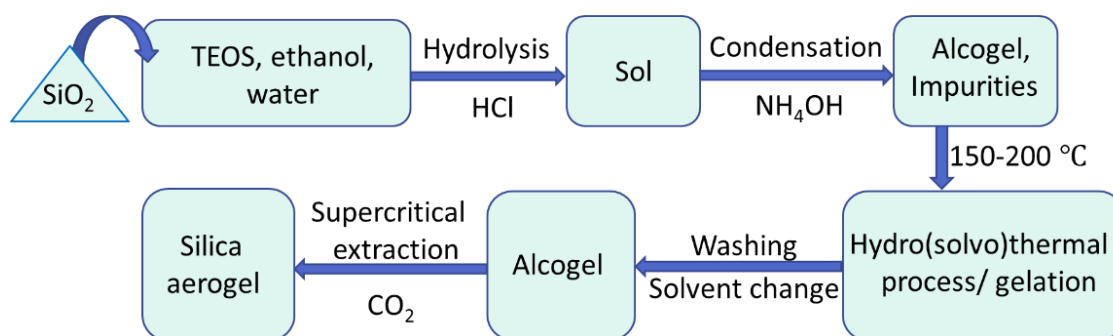 SiO₂
TEOS, ethanol,
water
Hydrolysis
HCl
Sol
Condensation
NH₄OH
Alcogel,
Impurities
150-200 ℃
Hydro(solvo)thermal
process/ gelation
Washing
Solvent change
Alcogel
Supercritical
extraction
CO₂
Silica
aerogel